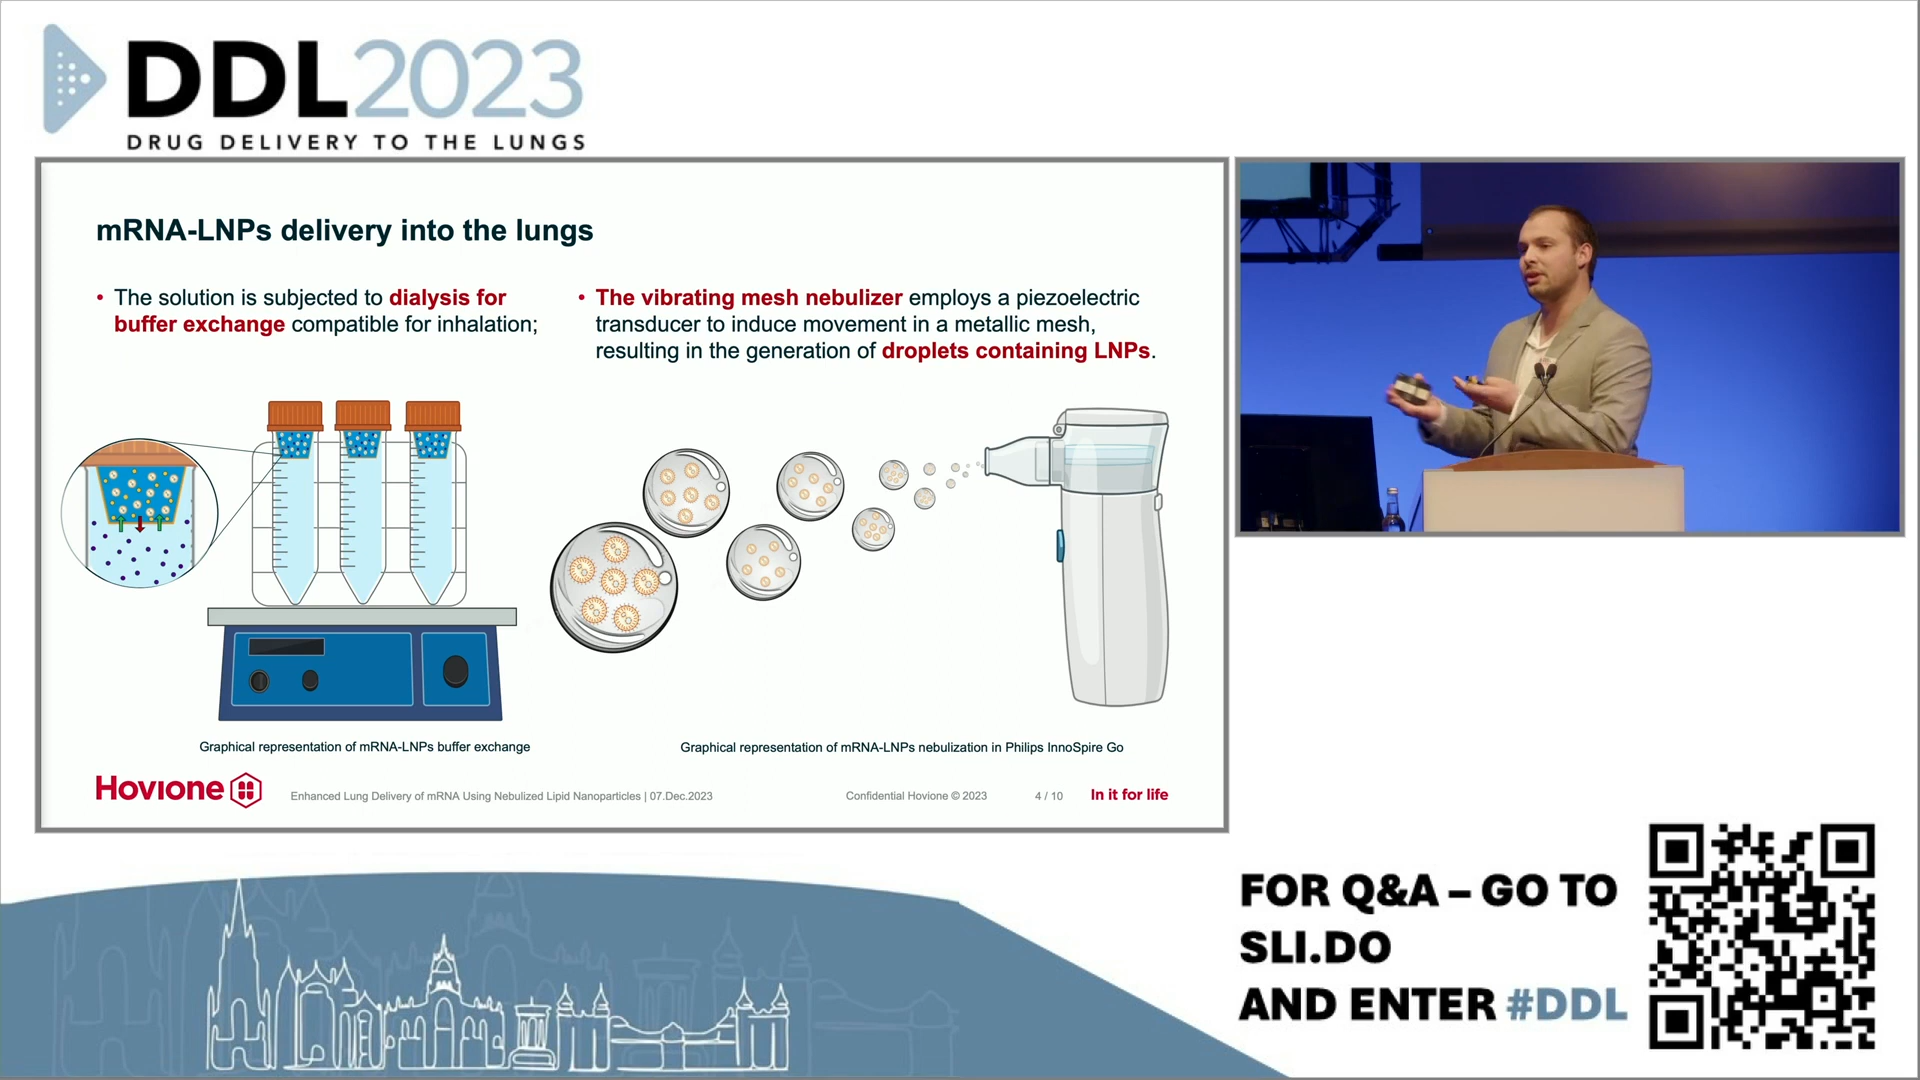 DDL2023
DRUG DELIVERY TO THE LUNGS
mRNA-LNPs delivery into the lungs
• The solution is subjected to dialysis for
buffer exchange compatible for inhalation;
• The vibrating mesh nebulizer employs a piezoelectric
transducer to induce movement in a metallic mesh,
resulting in the generation of droplets containing LNPs.
Graphical representation of mRNA-LNPs buffer exchange
Graphical representation of mRNA-LNPs nebulization in Philips InnoSpire Go
Hovione
Enhanced Lung Delivery of mRNA Using Nebulized Lipid Nanoparticles | 07.Dec.2023
Confidential Hovione © 2023
4 / 10
In it for life
FOR Q&A – GO TO
SLI.DO
AND ENTER #DDL